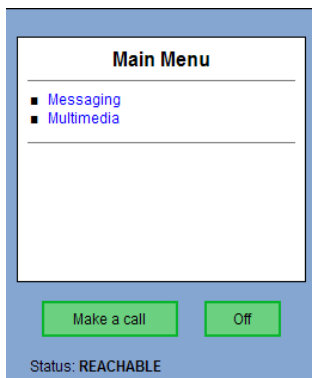 Main Menu
Messaging
Multimedia
Make a call Off
Status: REACHABLE